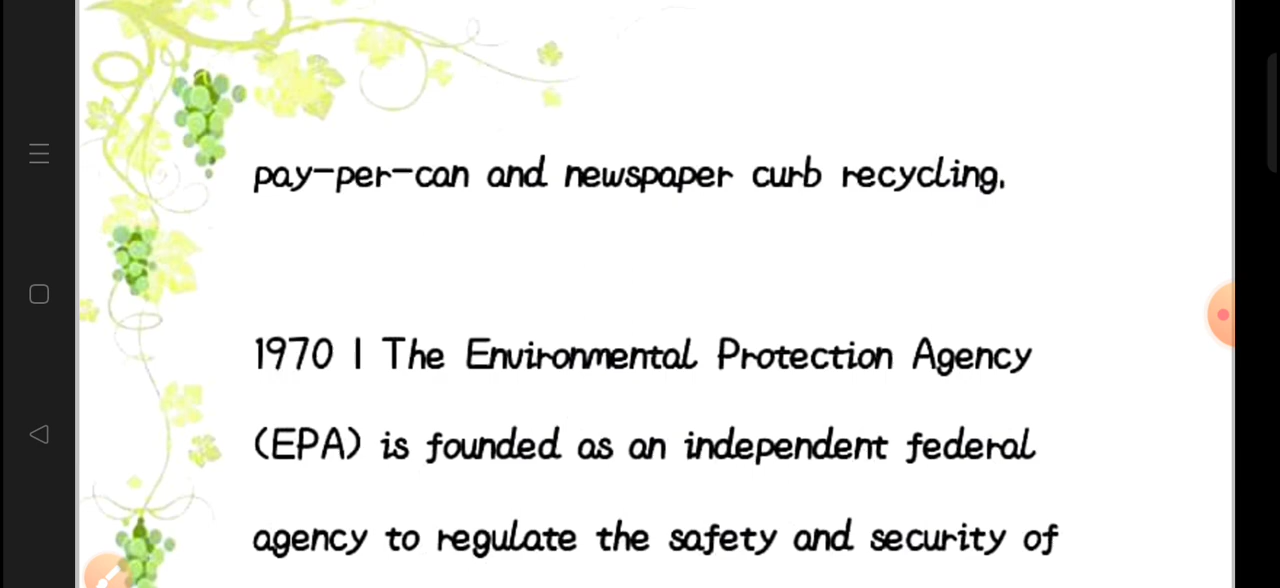 pay-per-can and newspaper curb recycling.
1970 | The Environmental Protection Agency
(EPA) is founded as an independent federal
agency to regulate the safety and security of